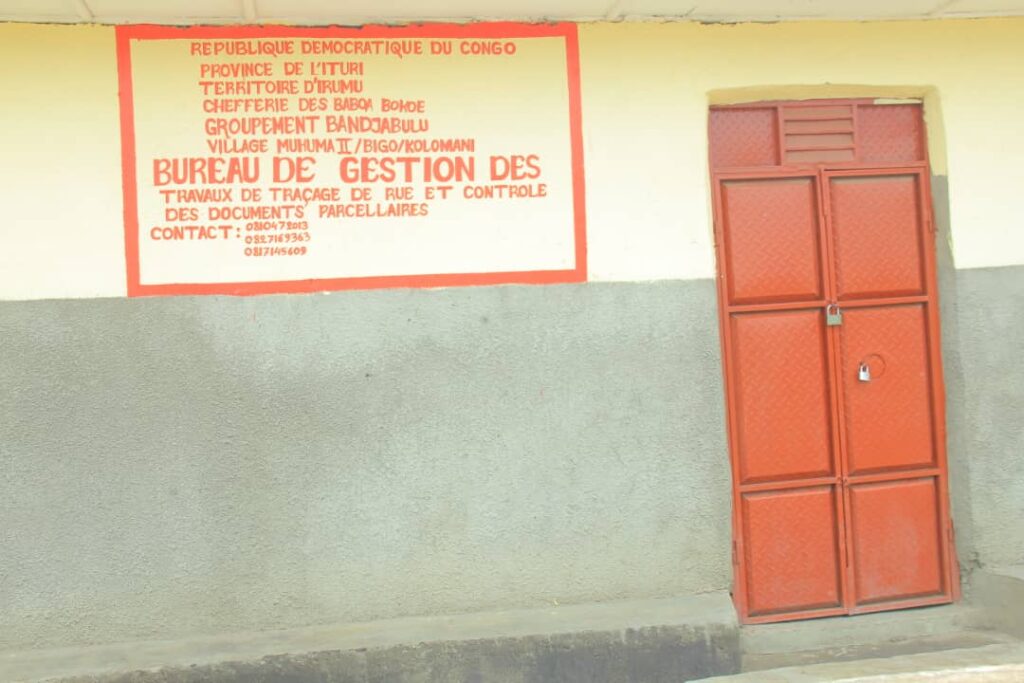 REPUBLIQUE DEMOCRATIQUE DU CONGO
PROVINCE DE L'ITURI
TERRITOIRE D'IRUMU
CHEFFERIE DES BABOA BOKOE
GROUPEMENT BANDJABULU
VILLAGE MUHUMA II/BIGO/KOLOMANI
BUREAU DE GESTION DES
TRAVAUX DE TRAÇAGE DE RUE ET CONTROLE
DES DOCUMENTS PARCELLAIRES
CONTACT: 0810472013
0827169363
0817145609